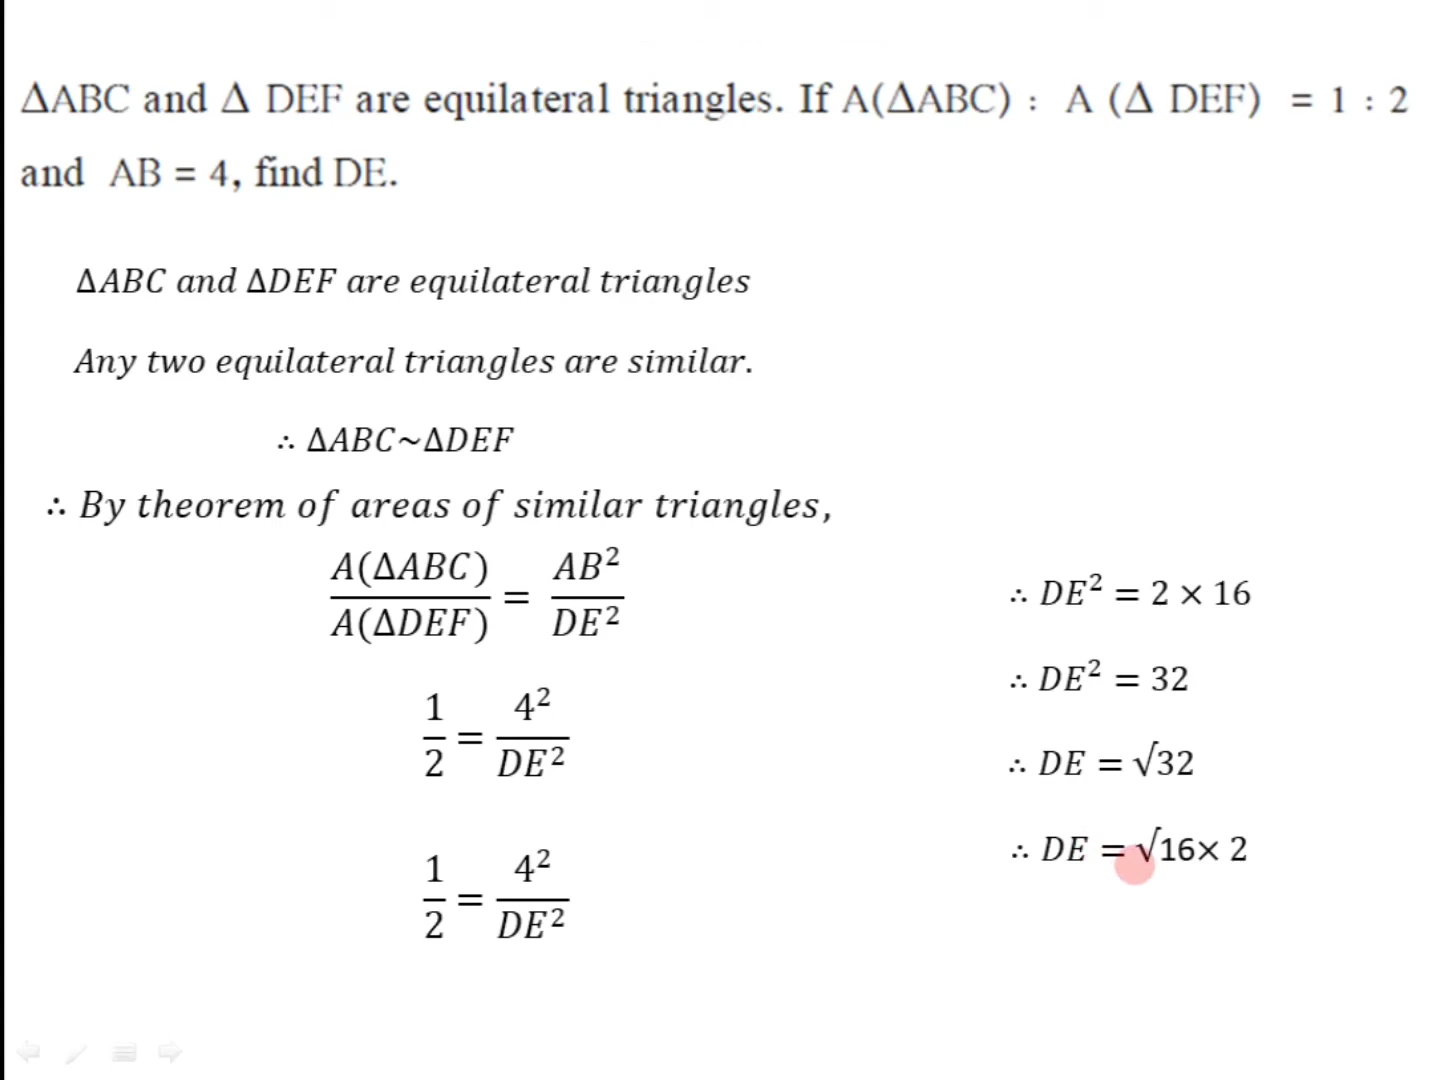 ΔABC and Δ DEF are equilateral triangles. If A(ΔABC) : A (Δ DEF) = 1 : 2
and AB = 4, find DE.
ΔABC and ΔDEF are equilateral triangles
Any two equilateral triangles are similar.
∴ ΔABC~ΔDEF
∴ By theorem of areas of similar triangles,
A(ΔABC)/A(ΔDEF) = AB²/DE²
1/2 = 4²/DE²
1/2 = 4²/DE²
∴ DE² = 2 × 16
∴ DE² = 32
∴ DE = √32
∴ DE = √16× 2